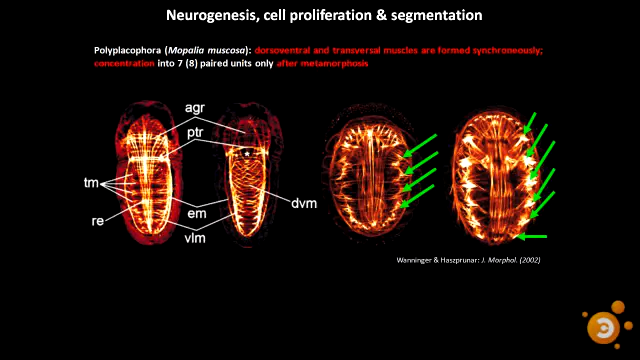 Neurogenesis, cell proliferation & segmentation
Polyplacophora (Mopalia muscosa): dorsoventral and transversal muscles are formed synchroneously;
concentration into 7 (8) paired units only after metamorphosis
agr
ptr
*
tm
dvm
em
re
vlm
Wanninger & Haszprunar: J. Morphol. (2002)